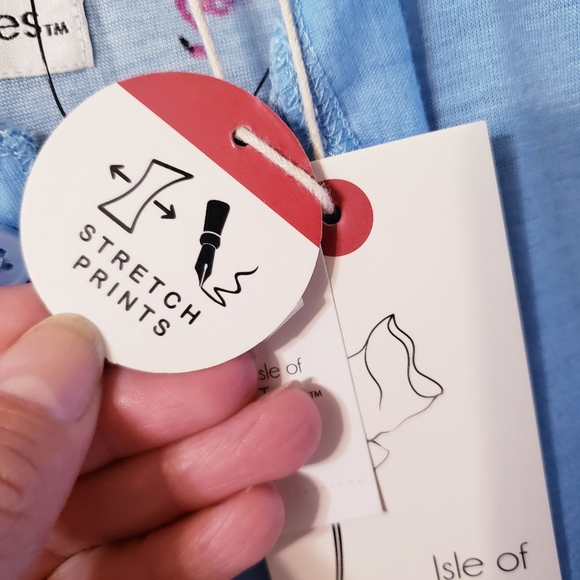 es™
STRETCH
PRINTS
sle of
™
Isle of